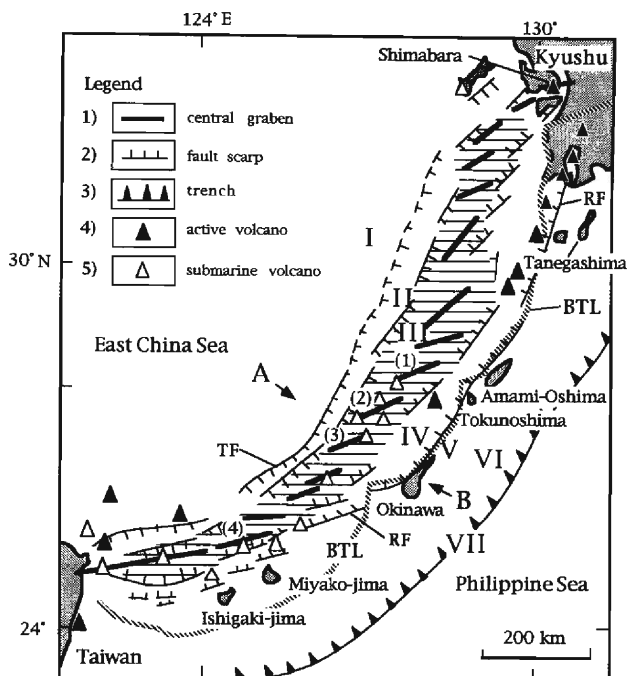 124° E
130°
Kyushu
Shimabara
Legend
1) central graben
2) fault scarp
3) trench
4) active volcano
5) submarine volcano
RF
I
30° N
Tanegashima
II
BTL
III
East China Sea
(1)
A
(2)
Amami-Oshima
Tokunoshima
(3)
IV
V
TF
VI
B
Okinawa
(4)
RF
VII
BTL
Miyako-jima
Philippine Sea
Ishigaki-jima
24°
200 km
Taiwan